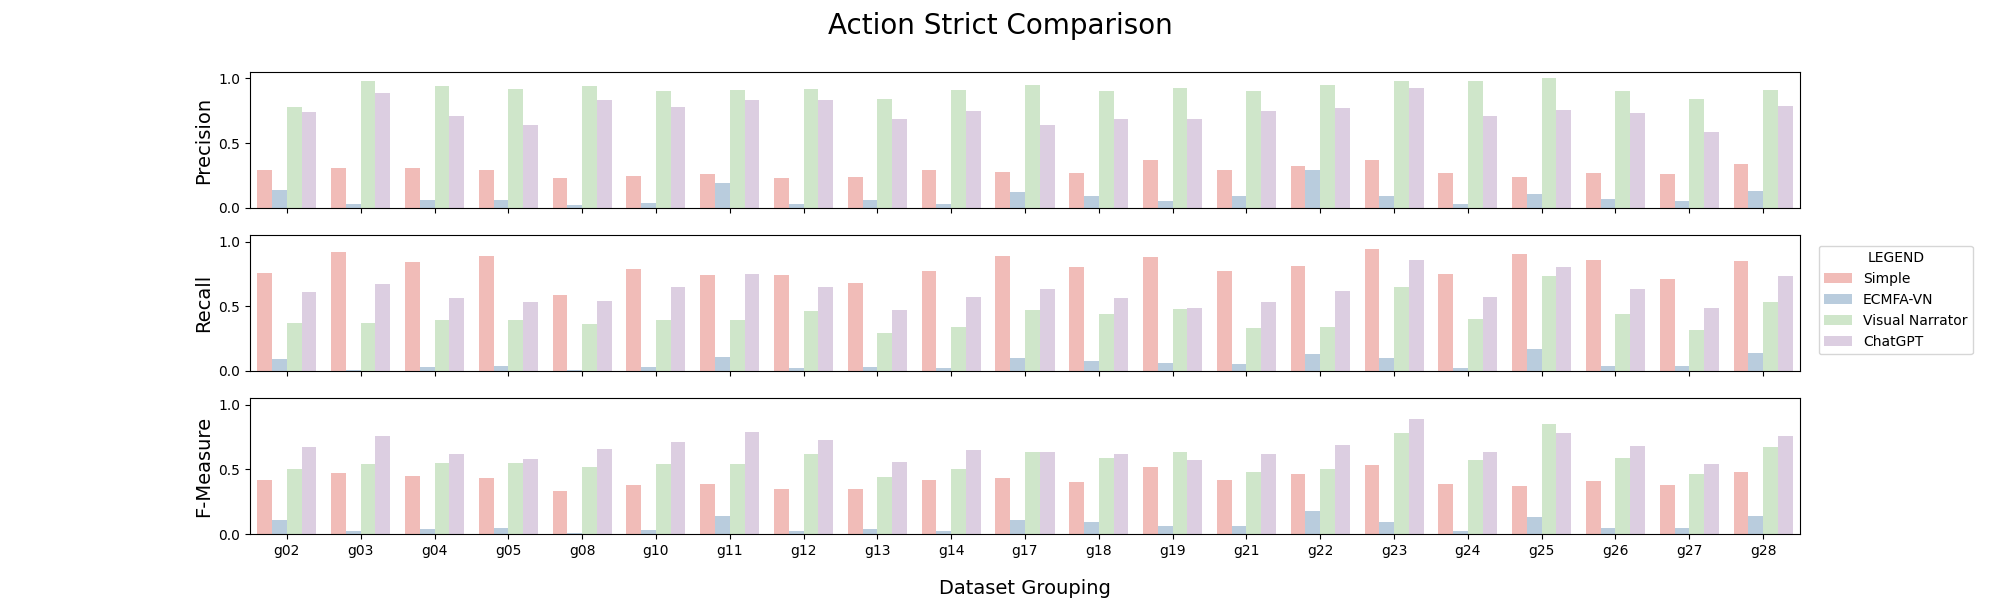 Action Strict Comparison
1.0
0.5
0.0
Precision
1.0
0.5
0.0
Recall
LEGEND
Simple
ECMFA-VN
Visual Narrator
ChatGPT
1.0
0.5
0.0
F-Measure
g02 g03 g04 g05 g08 g10 g11 g12 g13 g14 g17 g18 g19 g21 g22 g23 g24 g25 g26 g27 g28
Dataset Grouping